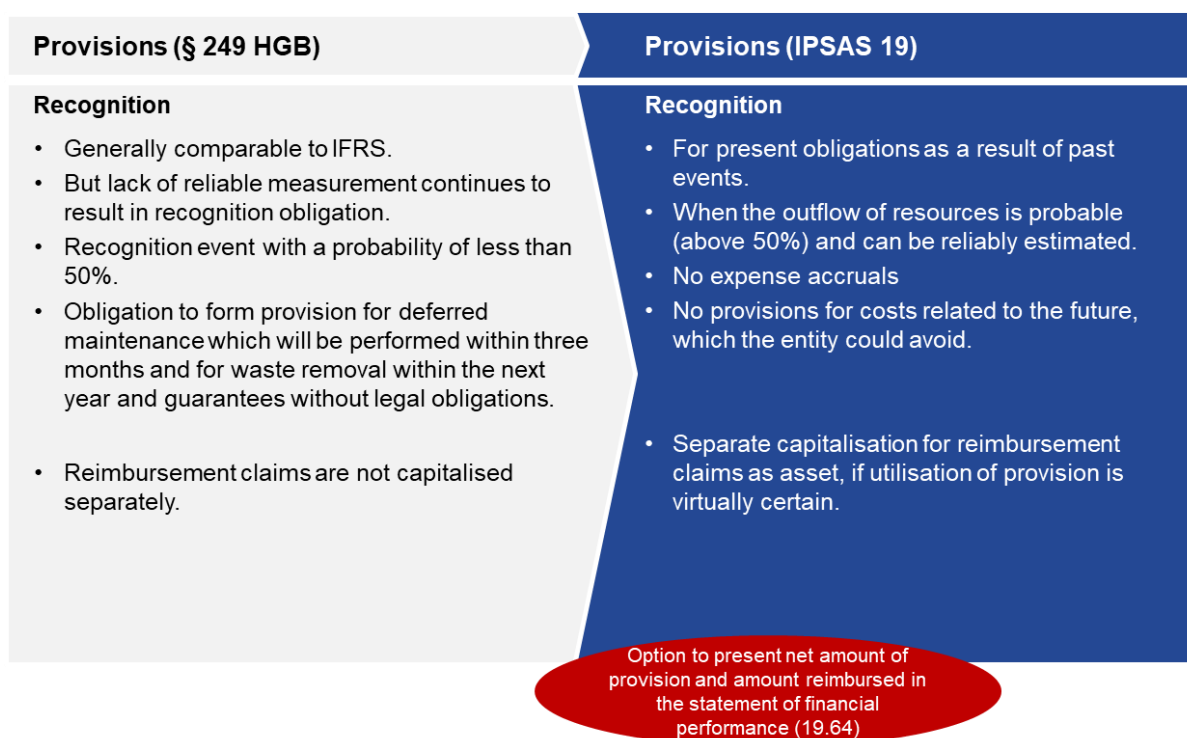 Provisions (§ 249 HGB)
Recognition
• Generally comparable to IFRS.
• But lack of reliable measurement continues to
result in recognition obligation.
• Recognition event with a probability of less than
50%.
• Obligation to form provision for deferred
maintenance which will be performed within three
months and for waste removal within the next
year and guarantees without legal obligations.
• Reimbursement claims are not capitalised
separately.
Provisions (IPSAS 19)
Recognition
• For present obligations as a result of past
events.
• When the outflow of resources is probable
(above 50%) and can be reliably estimated.
• No expense accruals
• No provisions for costs related to the future,
which the entity could avoid.
• Separate capitalisation for reimbursement
claims as asset, if utilisation of provision is
virtually certain.
Option to present net amount of
provision and amount reimbursed in
the statement of financial
performance (19.64)